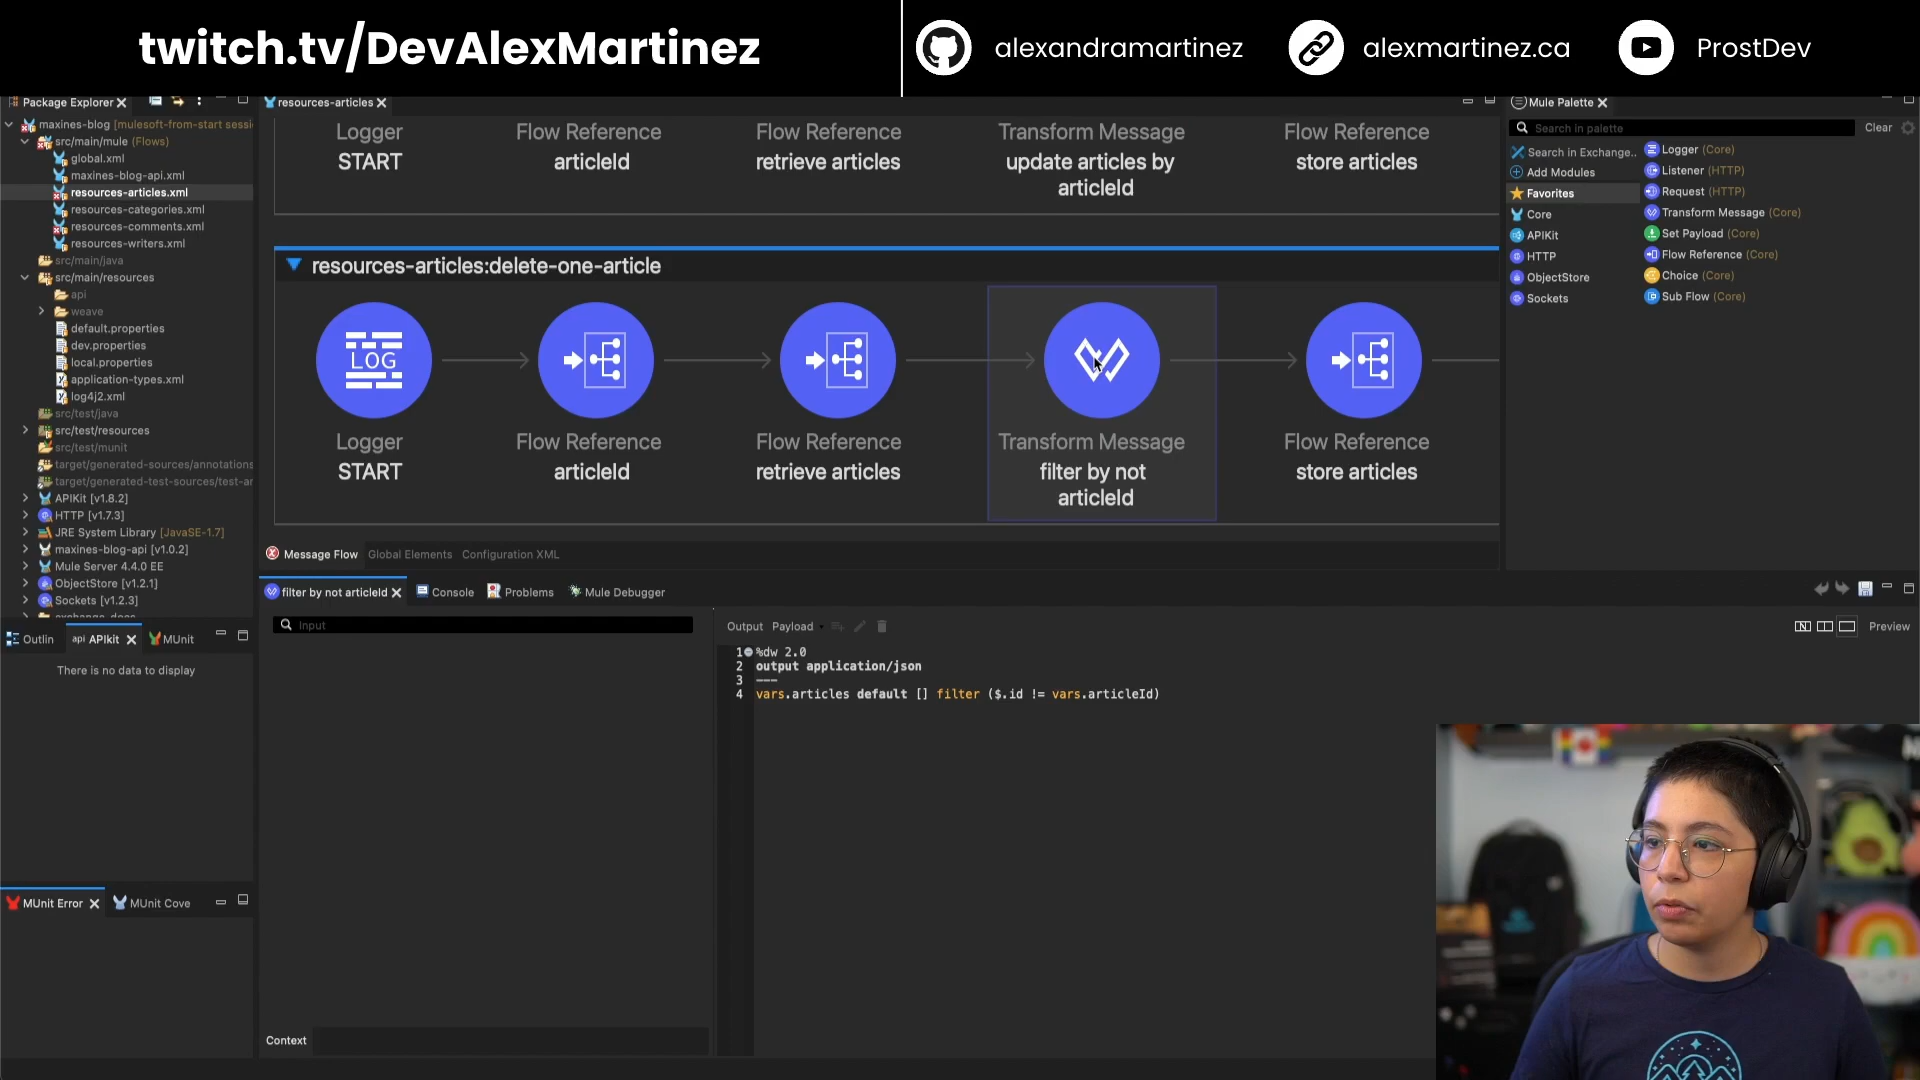 twitch.tv/DevAlexMartinez
alexandramartinez
alexmartinez.ca
ProstDev
Package Explorer
maxines-blog [mulesoft-from-start sessi
src/main/mule (Flows)
global.xml
maxines-blog-api.xml
resources-articles.xml
resources-categories.xml
resources-comments.xml
resources-writers.xml
src/main/java
src/main/resources
api
weave
default.properties
dev.properties
local.properties
application-types.xml
log4j2.xml
src/test/java
src/test/resources
src/test/munit
target/generated-sources/annotations
target/generated-test-sources/test-ar
APIKit [v1.8.2]
HTTP [v1.7.3]
JRE System Library [JavaSE-1.7]
maxines-blog-api [v1.0.2]
Mule Server 4.4.0 EE
ObjectStore [v1.2.1]
Sockets [v1.2.3]
Outlin
api APIkit
MUnit
There is no data to display
MUnit Error
MUnit Cove
resources-articles
Logger
START
Flow Reference
articleId
Flow Reference
retrieve articles
Transform Message
update articles by
articleId
Flow Reference
store articles
resources-articles:delete-one-article
LOG
Logger
START
Flow Reference
articleId
Flow Reference
retrieve articles
Transform Message
filter by not
articleId
Flow Reference
store articles
Message Flow
Global Elements
Configuration XML
filter by not articleId
Console
Problems
Mule Debugger
Input
Context
Output Payload
Preview
1 %dw 2.0
2 output application/json
3 ---
4 vars.articles default [] filter ($.id != vars.articleId)
Mule Palette
Search in palette
Clear
Search in Exchange..
Add Modules
Favorites
Core
APIKit
HTTP
ObjectStore
Sockets
Logger (Core)
Listener (HTTP)
Request (HTTP)
Transform Message (Core)
Set Payload (Core)
Flow Reference (Core)
Choice (Core)
Sub Flow (Core)